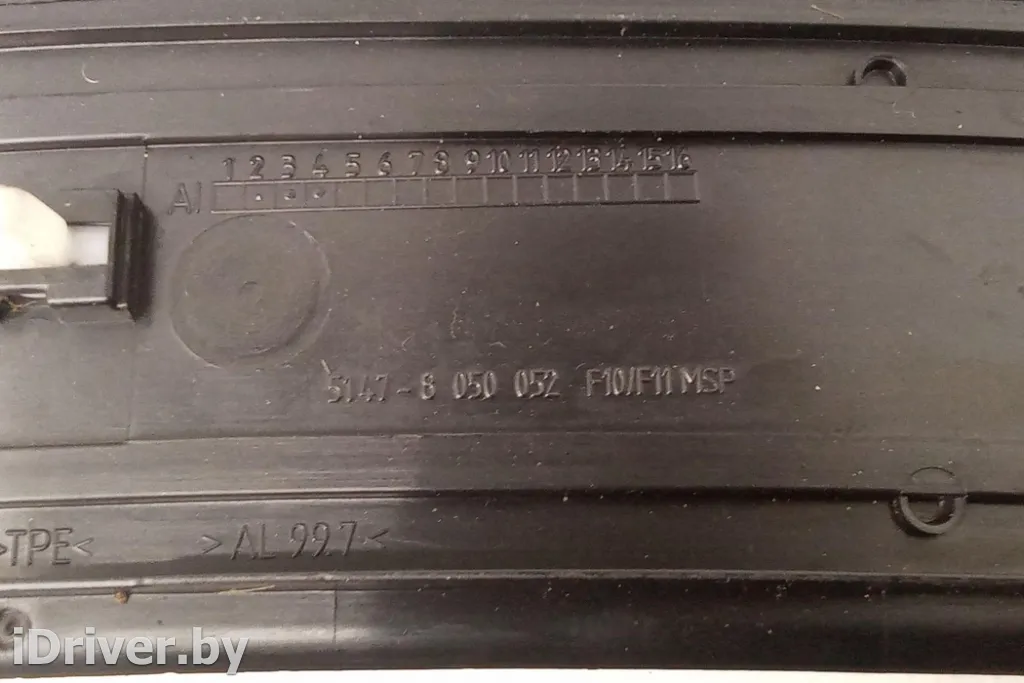 1 2 3 4 5 6 7 8 9 10 11 12 13 14 15 16
AI
5147-8 050 052 F10/F11 MSP
>TPE< >AL 99.7<
iDriver.by